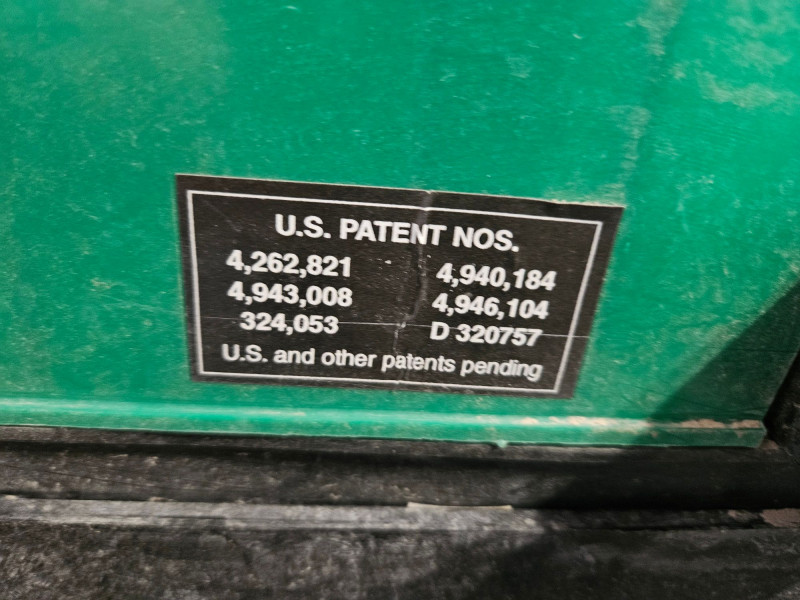 U.S. PATENT NOS.
4,262,821 4,940,184
4,943,008 4,946,104
324,053 D 320757
U.S. and other patents pending